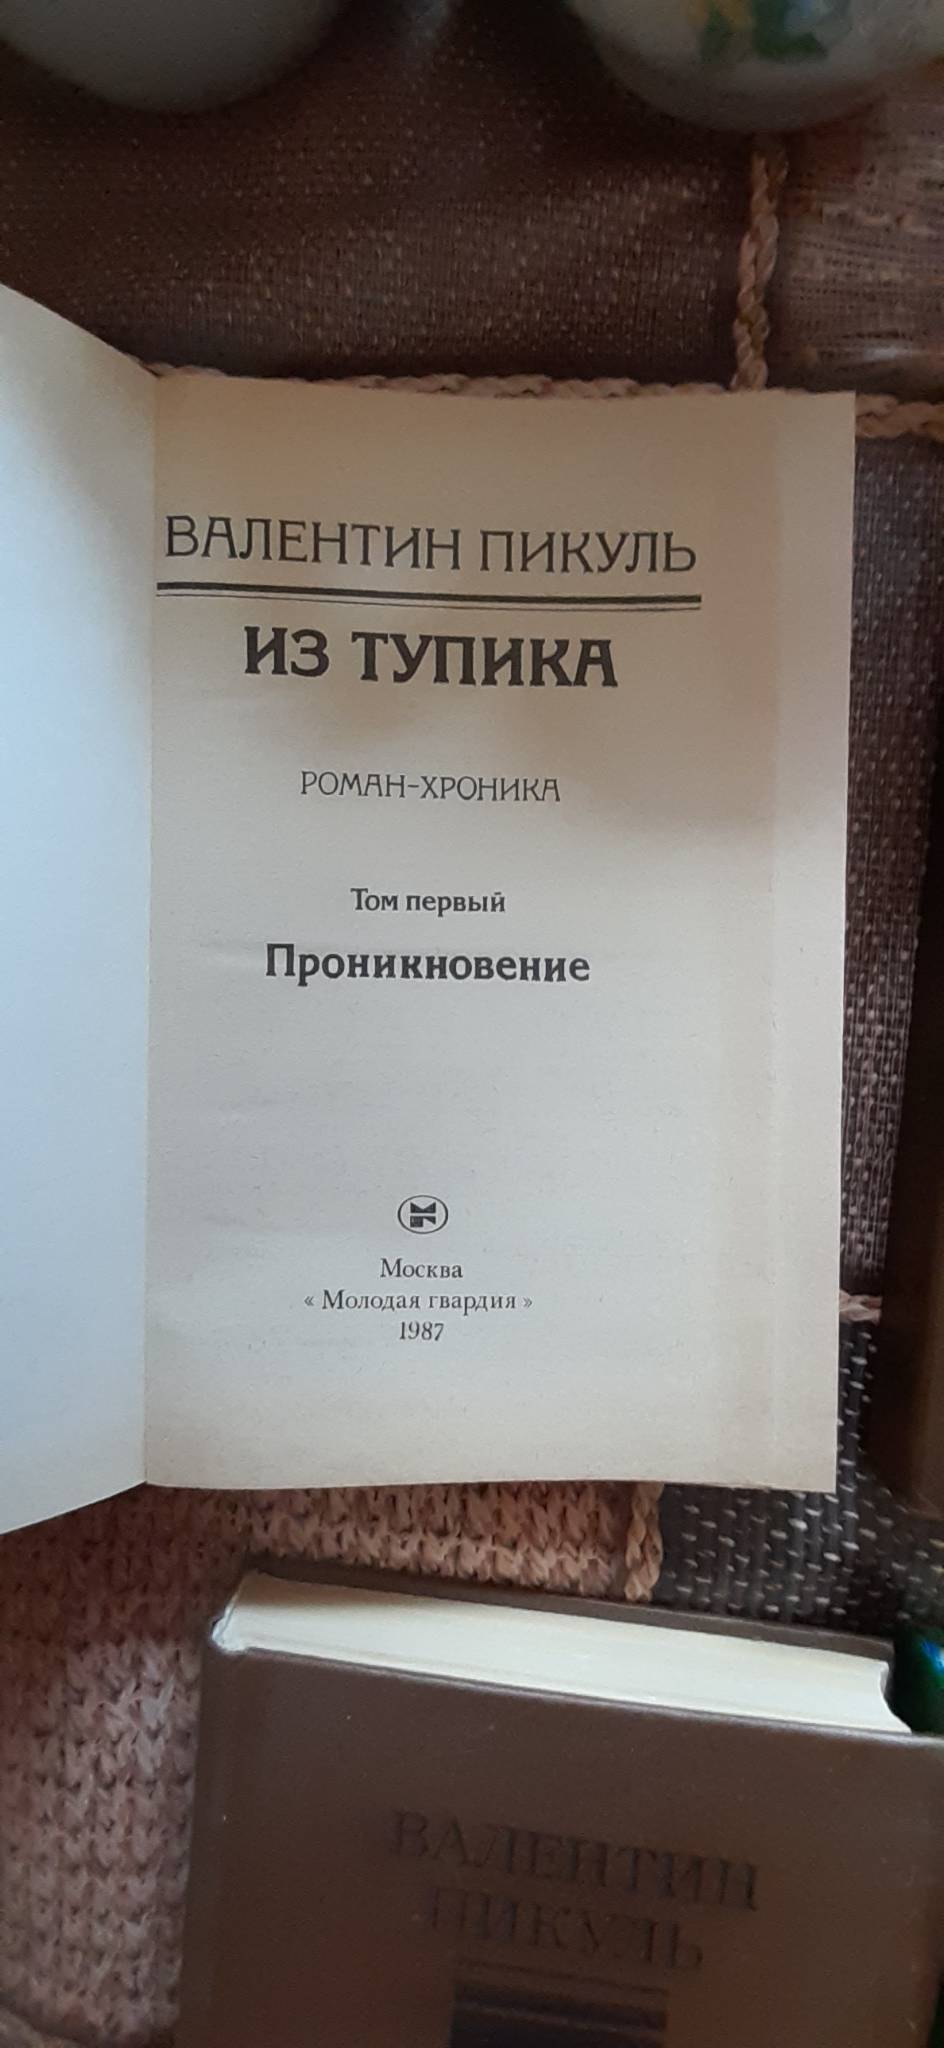 ВАЛЕНТИН ПИКУЛЬ
ИЗ ТУПИКА
РОМАН-ХРОНИКА
Том первый
Проникновение
Москва
« Молодая гвардия »
1987
ВАЛЕНТИН
ПИКУЛЬ